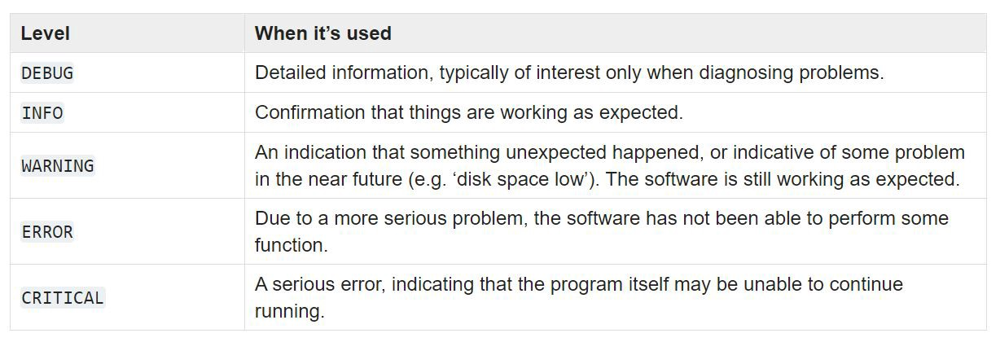 Level When it’s used
DEBUG Detailed information, typically of interest only when diagnosing problems.
INFO Confirmation that things are working as expected.
WARNING An indication that something unexpected happened, or indicative of some problem
in the near future (e.g. ‘disk space low’). The software is still working as expected.
ERROR Due to a more serious problem, the software has not been able to perform some
function.
CRITICAL A serious error, indicating that the program itself may be unable to continue
running.